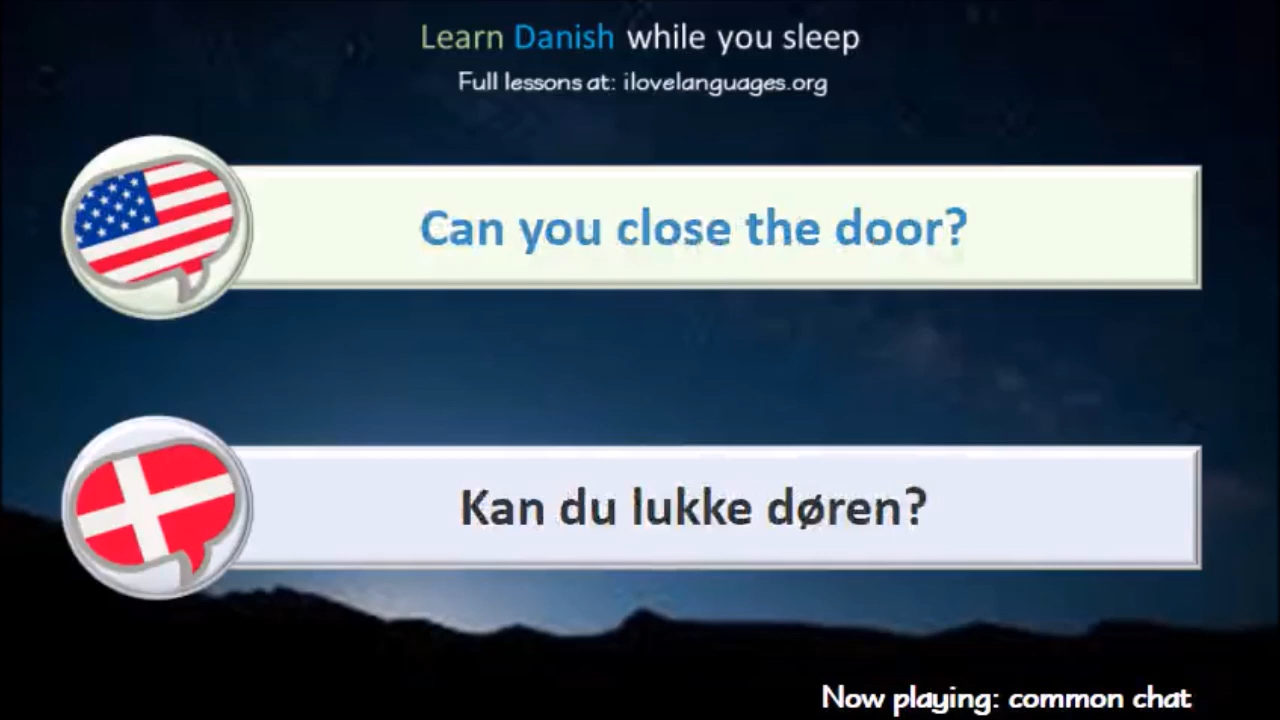 Learn Danish while you sleep
Full lessons at: ilovelanguages.org
Can you close the door?
Kan du lukke døren?
Now playing: common chat